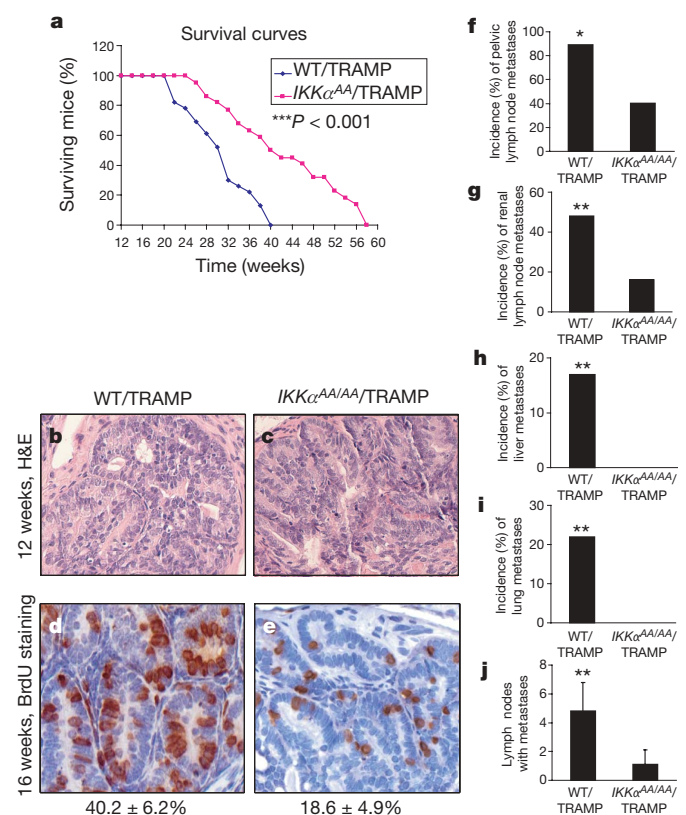 a
Survival curves
120
100
80
60
40
20
0
12 16 20 24 28 32 36 40 44 48 52 56 60
Surviving mice (%)
Time (weeks)
WT/TRAMP
IKKα^AA/TRAMP
***P < 0.001
WT/TRAMP
IKKα^AA/AA/TRAMP
12 weeks, H&E
b
c
16 weeks, BrdU staining
d
e
40.2 ± 6.2%
18.6 ± 4.9%
f
Incidence (%) of pelvic
lymph node metastases
100
80
60
40
20
0
*
WT/
TRAMP
IKKα^AA/AA/
TRAMP
g
Incidence (%) of renal
lymph node metastases
60
40
20
0
**
WT/
TRAMP
IKKα^AA/AA/
TRAMP
h
Incidence (%) of
liver metastases
20
10
0
**
WT/
TRAMP
IKKα^AA/AA/
TRAMP
i
Incidence (%) of
lung metastases
30
20
10
0
**
WT/
TRAMP
IKKα^AA/AA/
TRAMP
j
Lymph nodes
with metastases
8
6
4
2
0
**
WT/
TRAMP
IKKα^AA/AA/
TRAMP